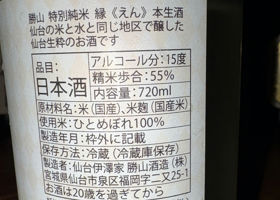 勝山 特別純米 縁《えん》本生酒
仙台の米と水と同じ地区で醸した
仙台生粋のお酒です
品目:
日本酒
アルコール分:15度
精米歩合:55%
内容量:720ml
原材料名:米(国産)、米麹(国産米)
使用米:ひとめぼれ100%
製造年月:枠外に記載
保存方法:冷蔵(冷蔵庫保存)
製造者:仙台伊澤家 勝山酒造(株)
宮城県仙台市泉区福岡字二又25-1
お酒は20歳を過ぎてから